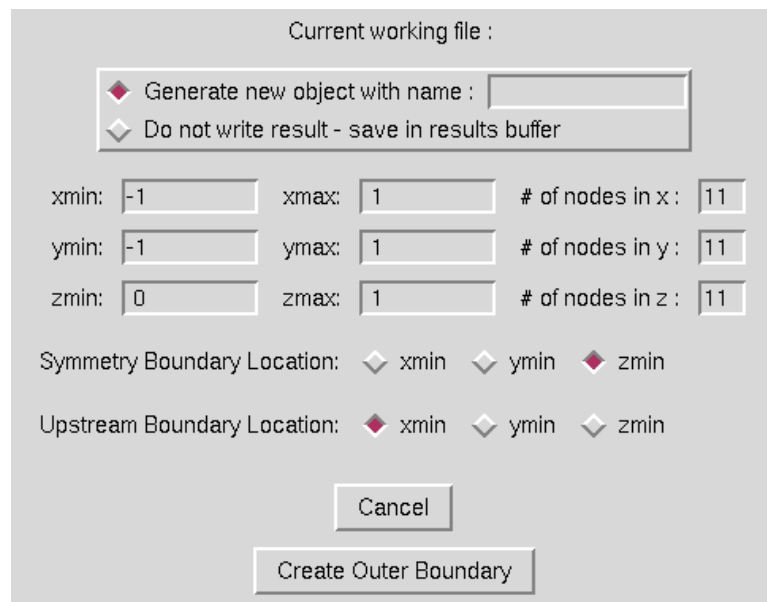 Current working file :
Generate new object with name :
Do not write result - save in results buffer
xmin: -1 xmax: 1 # of nodes in x : 11
ymin: -1 ymax: 1 # of nodes in y : 11
zmin: 0 zmax: 1 # of nodes in z : 11
Symmetry Boundary Location: xmin ymin zmin
Upstream Boundary Location: xmin ymin zmin
Cancel
Create Outer Boundary